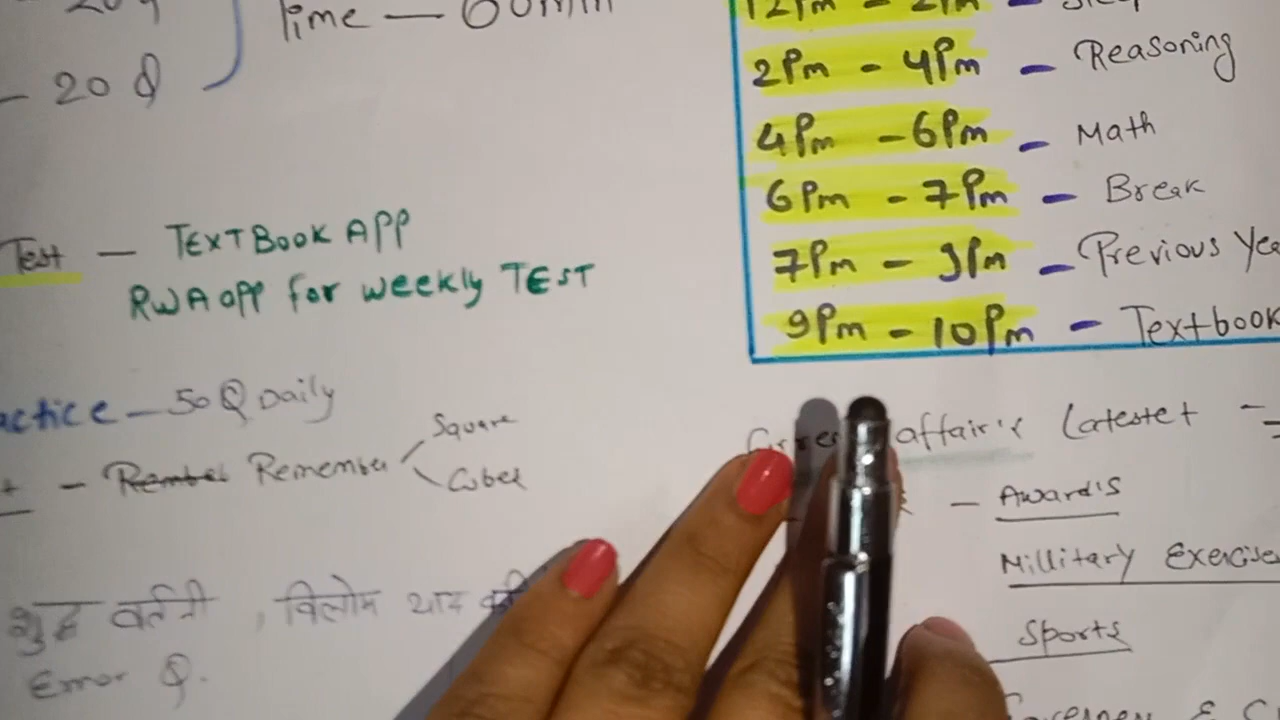 Time — 60min
— 20 Q
Test — TEXTBOOK APP
RWA app for weekly TEST
actice — 50 Q Daily
— Remember
Square
Cubes
शुद्ध वर्तनी , विलोम याद
Error Q.
12Pm - 2Pm - Sleep
2Pm - 4Pm - Reasoning
4Pm - 6Pm - Math
6Pm - 7Pm - Break
7Pm - 9Pm - Previous Yea
9Pm - 10Pm - Textbook
affair's Latestet
- Award's
Millitary Exercise
Sports